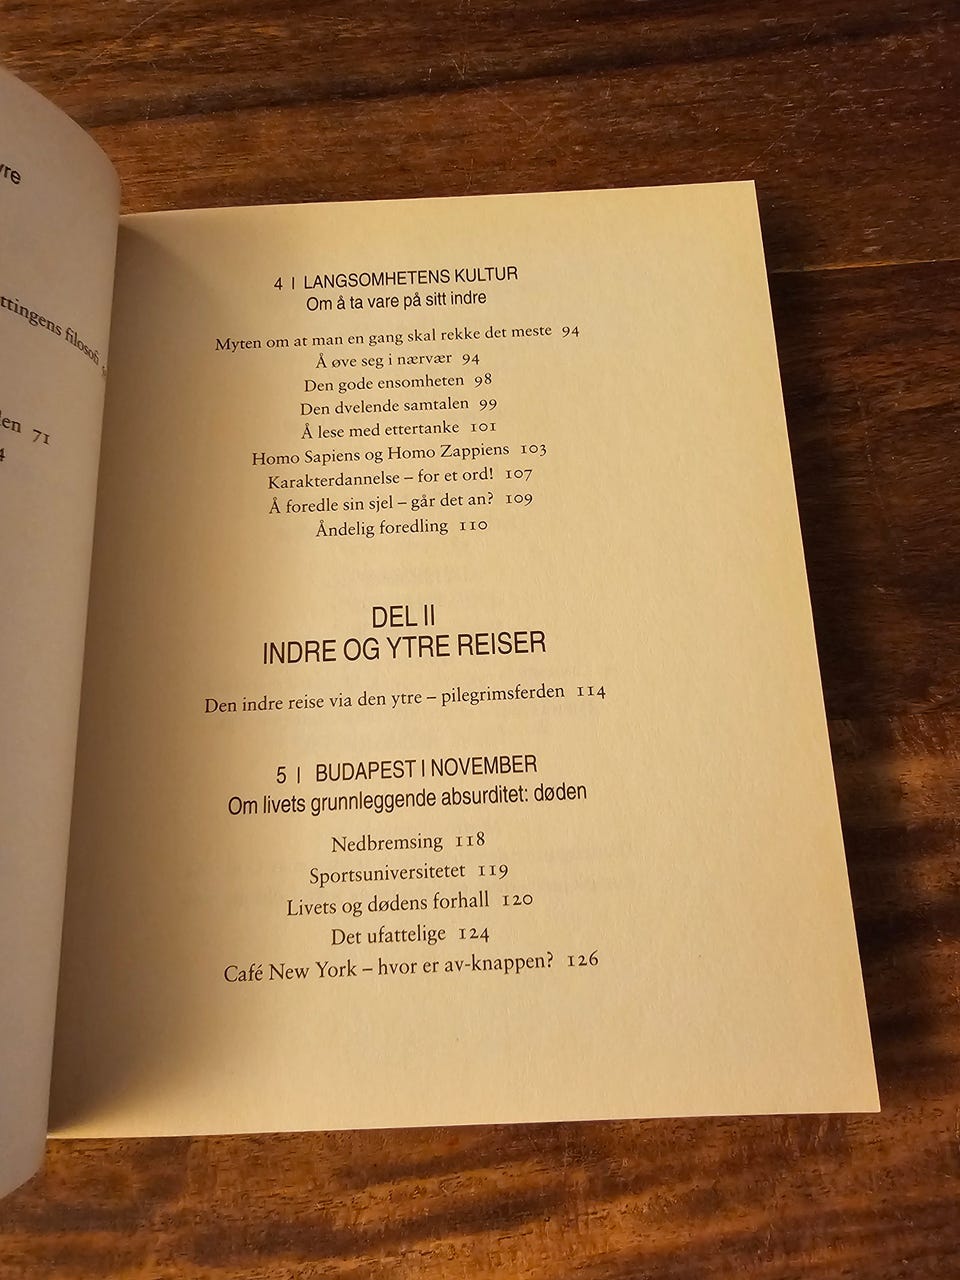 ttingens filosofi
71
4 | LANGSOMHETENS KULTUR
Om å ta vare på sitt indre
Myten om at man en gang skal rekke det meste 94
Å øve seg i nærvær 94
Den gode ensomheten 98
Den dvelende samtalen 99
Å lese med ettertanke 101
Homo Sapiens og Homo Zappiens 103
Karakterdannelse – for et ord! 107
Å foredle sin sjel – går det an? 109
Åndelig foredling 110
DEL II
INDRE OG YTRE REISER
Den indre reise via den ytre – pilegrimsferden 114
5 | BUDAPEST I NOVEMBER
Om livets grunnleggende absurditet: døden
Nedbremsing 118
Sportsuniversitetet 119
Livets og dødens forhall 120
Det ufattelige 124
Café New York – hvor er av-knappen? 126